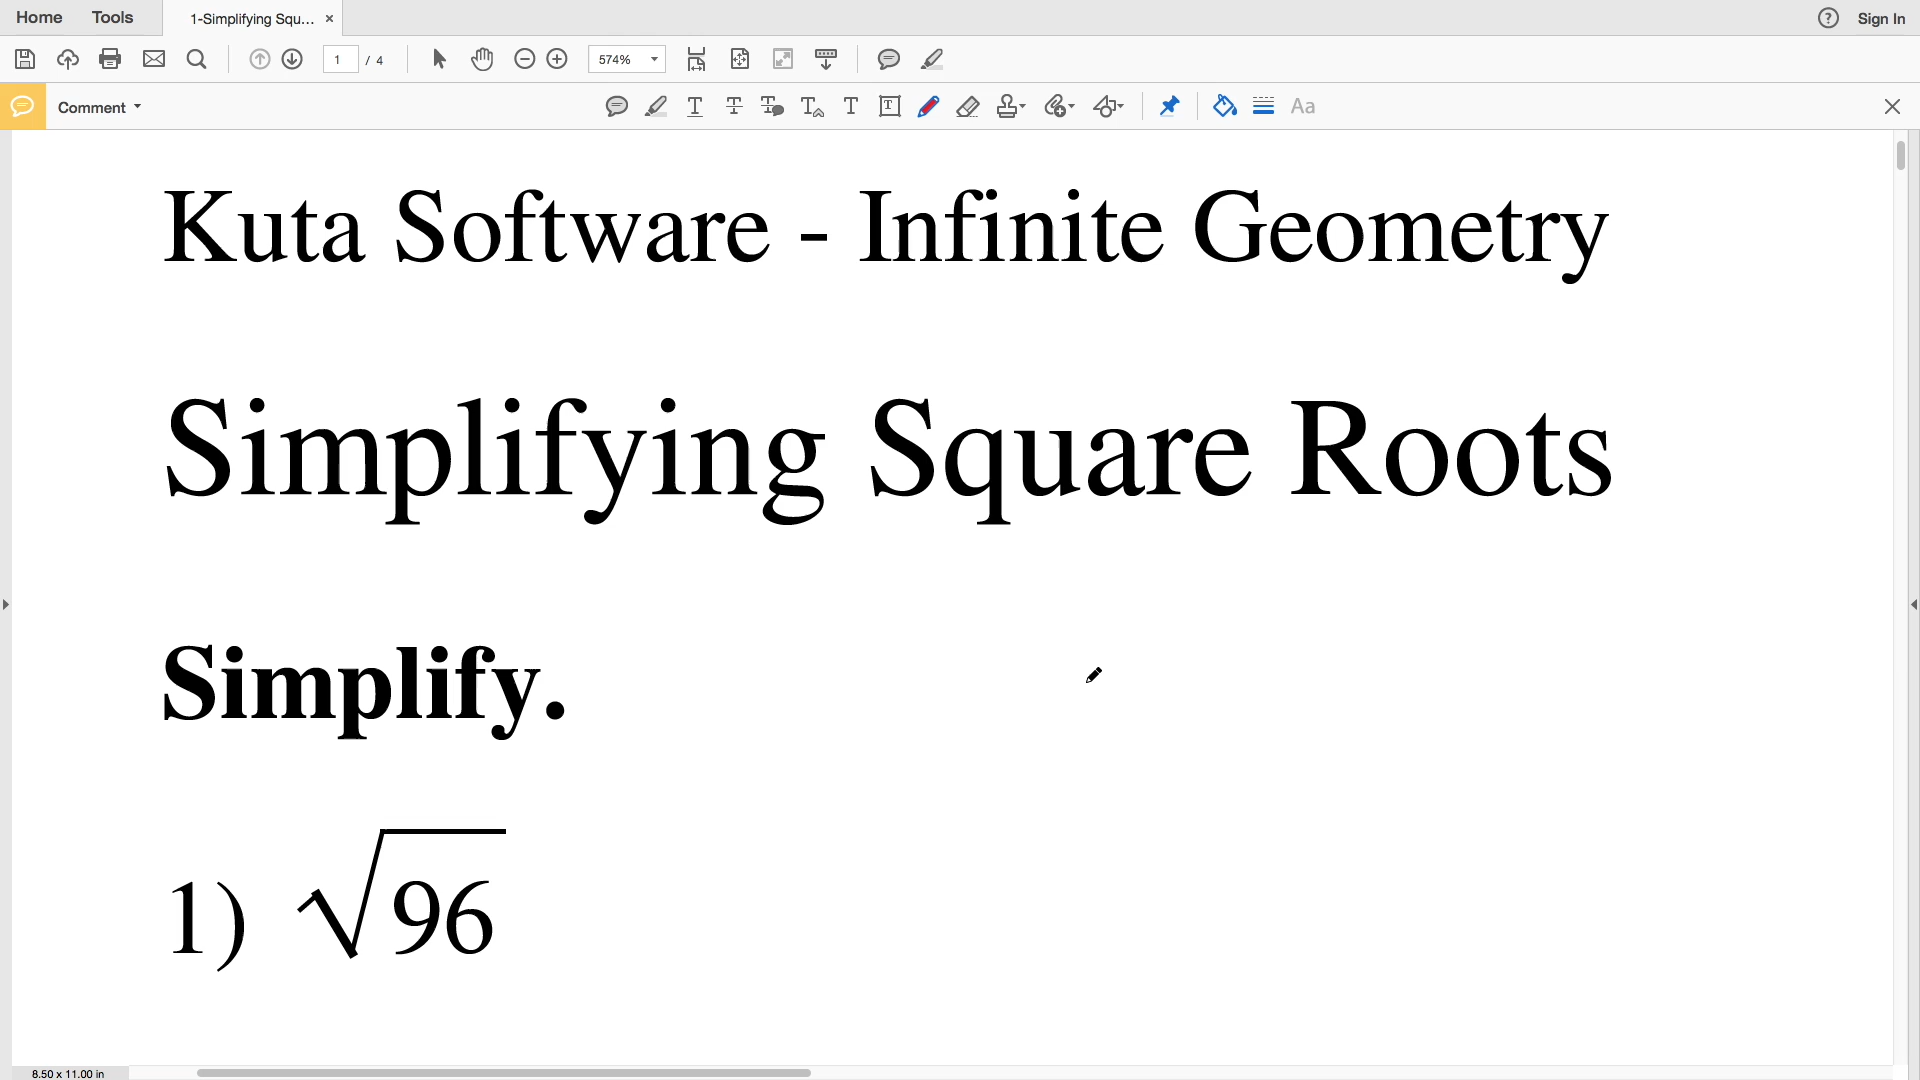 Home Tools 1-Simplifying Squ... × ? Sign In
1 / 4 574%
Comment Aa
Kuta Software - Infinite Geometry
Simplifying Square Roots
Simplify.
1) √96
8.50 x 11.00 in